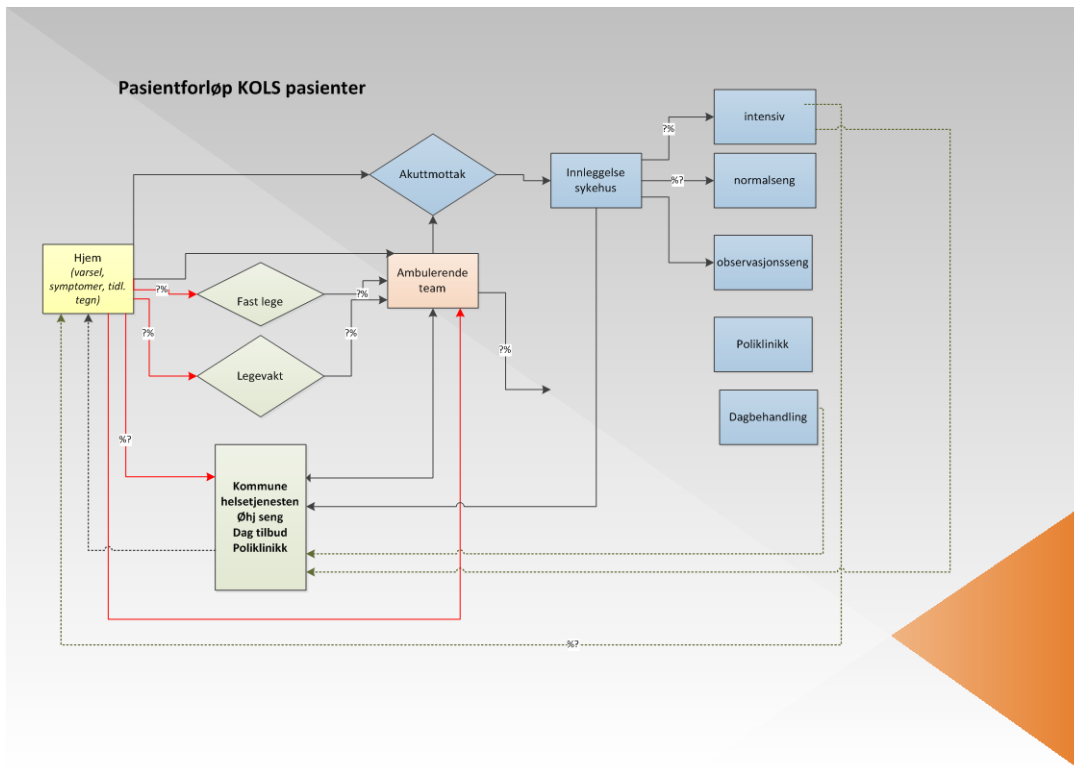 Pasientforløp KOLS pasienter
intensiv
?%
Akuttmottak
Innleggelse
sykehus
%?
normalseng
Hjem
(varsel,
symptomer, tidl.
tegn)
Ambulerende
team
observasjonsseng
?%
Fast lege
?%
?%
Legevakt
?%
?%
Poliklinikk
Dagbehandling
%?
Kommune
helsetjenesten
Øhj seng
Dag tilbud
Poliklinikk
%?